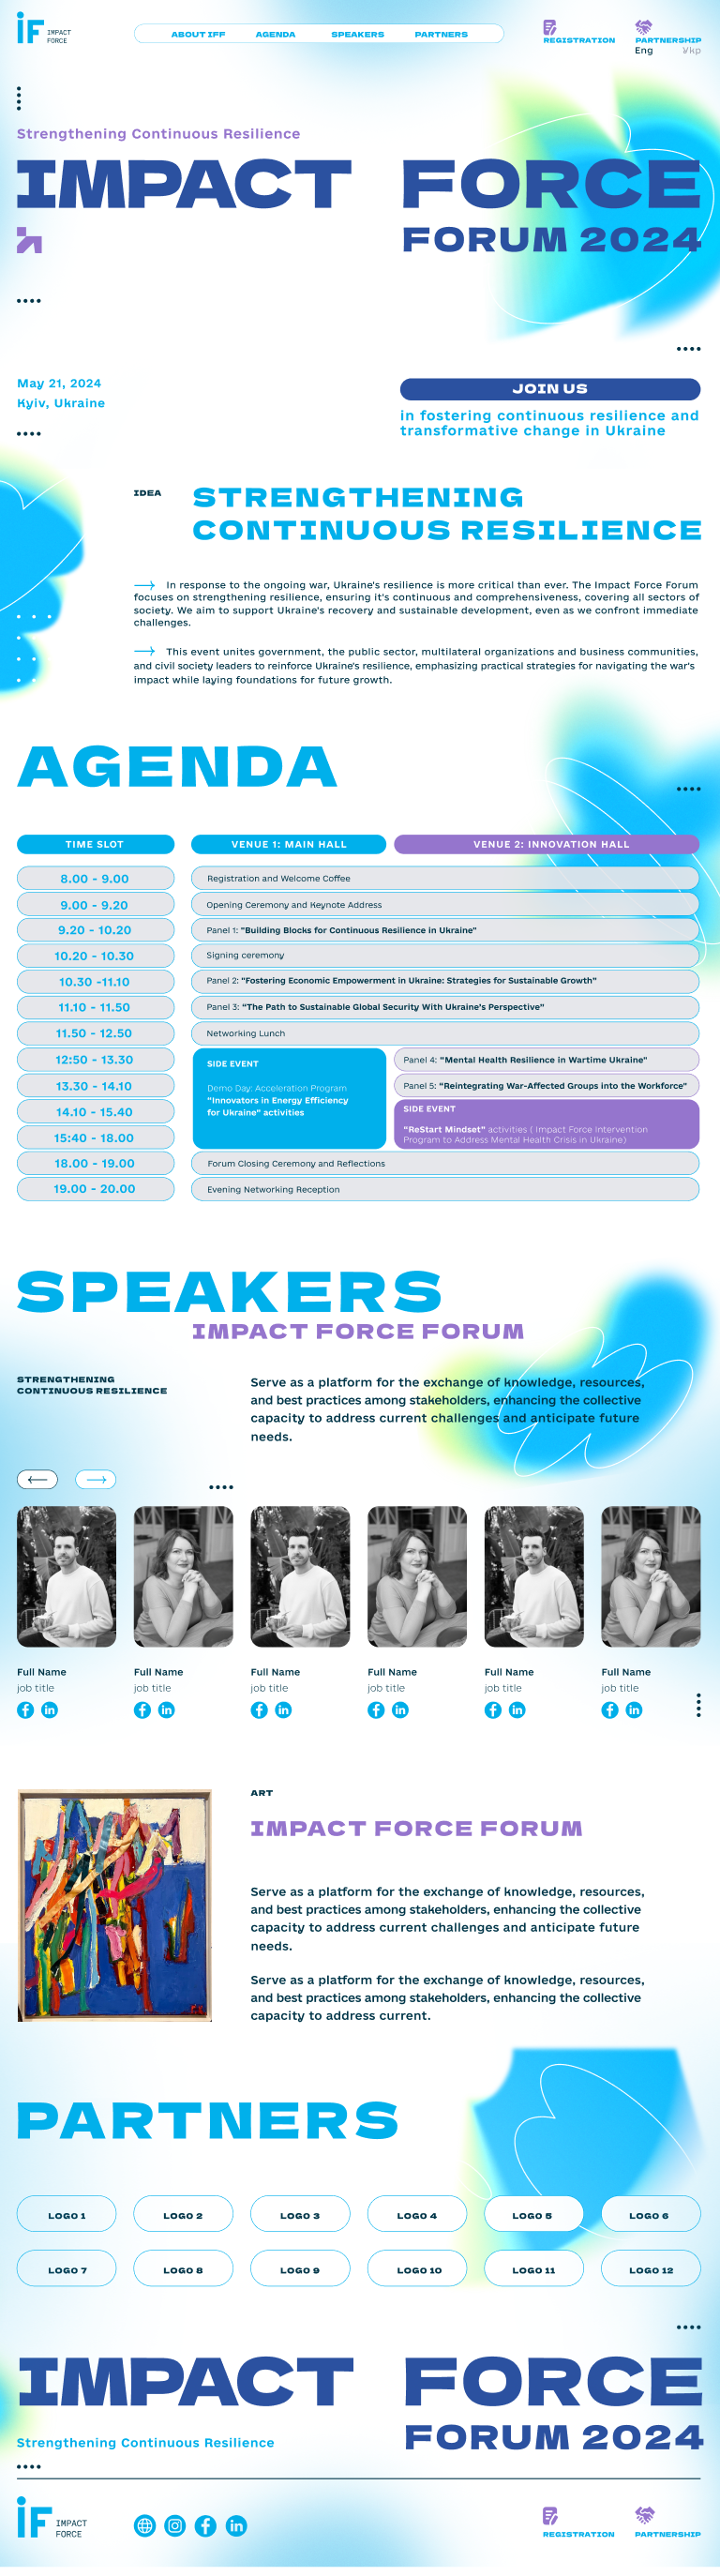 iF IMPACT
FORCE
ABOUT IFF AGENDA SPEAKERS PARTNERS
REGISTRATION PARTNERSHIP
Eng Укр
Strengthening Continuous Resilience
IMPACT FORCE
FORUM 2024
May 21, 2024
Kyiv, Ukraine
JOIN US
in fostering continuous resilience and
transformative change in Ukraine
IDEA
STRENGTHENING
CONTINUOUS RESILIENCE
In response to the ongoing war, Ukraine's resilience is more critical than ever. The Impact Force Forum
focuses on strengthening resilience, ensuring it's continuous and comprehensiveness, covering all sectors of
society. We aim to support Ukraine's recovery and sustainable development, even as we confront immediate
challenges.
This event unites government, the public sector, multilateral organizations and business communities,
and civil society leaders to reinforce Ukraine's resilience, emphasizing practical strategies for navigating the war's
impact while laying foundations for future growth.
AGENDA
TIME SLOT VENUE 1: MAIN HALL VENUE 2: INNOVATION HALL
8.00 - 9.00 Registration and Welcome Coffee
9.00 - 9.20 Opening Ceremony and Keynote Address
9.20 - 10.20 Panel 1: "Building Blocks for Continuous Resilience in Ukraine"
10.20 - 10.30 Signing ceremony
10.30 -11.10 Panel 2: "Fostering Economic Empowerment in Ukraine: Strategies for Sustainable Growth"
11.10 - 11.50 Panel 3: "The Path to Sustainable Global Security With Ukraine's Perspective"
11.50 - 12.50 Networking Lunch
12:50 - 13.30
13.30 - 14.10
14.10 - 15.40
15:40 - 18.00
SIDE EVENT
Demo Day: Acceleration Program
"Innovators in Energy Efficiency
for Ukraine" activities
Panel 4: "Mental Health Resilience in Wartime Ukraine"
Panel 5: "Reintegrating War-Affected Groups into the Workforce"
SIDE EVENT
"ReStart Mindset" activities ( Impact Force Intervention
Program to Address Mental Health Crisis in Ukraine)
18.00 - 19.00 Forum Closing Ceremony and Reflections
19.00 - 20.00 Evening Networking Reception
SPEAKERS
IMPACT FORCE FORUM
STRENGTHENING
CONTINUOUS RESILIENCE
Serve as a platform for the exchange of knowledge, resources,
and best practices among stakeholders, enhancing the collective
capacity to address current challenges and anticipate future
needs.
Full Name Full Name Full Name Full Name Full Name Full Name
job title job title job title job title job title job title
f in f in f in f in f in f in
ART
IMPACT FORCE FORUM
Serve as a platform for the exchange of knowledge, resources,
and best practices among stakeholders, enhancing the collective
capacity to address current challenges and anticipate future
needs.
Serve as a platform for the exchange of knowledge, resources,
and best practices among stakeholders, enhancing the collective
capacity to address current.
PARTNERS
LOGO 1 LOGO 2 LOGO 3 LOGO 4 LOGO 5 LOGO 6
LOGO 7 LOGO 8 LOGO 9 LOGO 10 LOGO 11 LOGO 12
IMPACT FORCE
FORUM 2024
Strengthening Continuous Resilience
iF IMPACT
FORCE
f in
REGISTRATION PARTNERSHIP